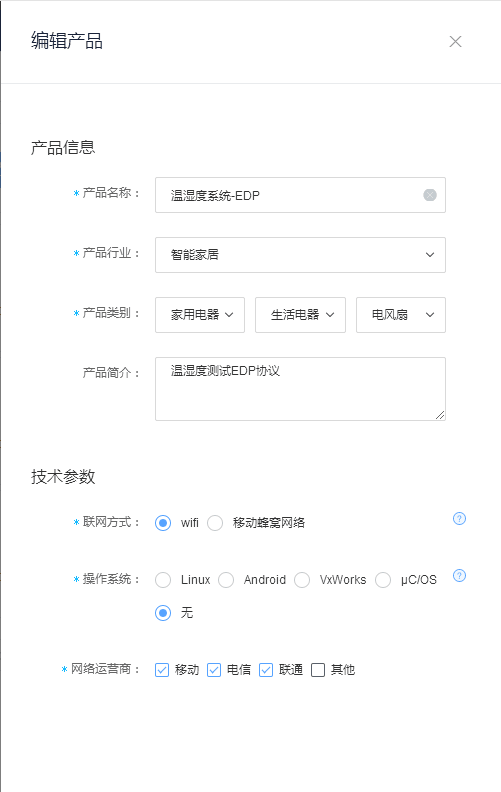 编辑产品
产品信息
* 产品名称： 温湿度系统-EDP
* 产品行业： 智能家居
* 产品类别： 家用电器 生活电器 电风扇
产品简介： 温湿度测试EDP协议
技术参数
* 联网方式： wifi 移动蜂窝网络 ?
* 操作系统： Linux Android VxWorks μC/OS ?
无
* 网络运营商： 移动 电信 联通 其他